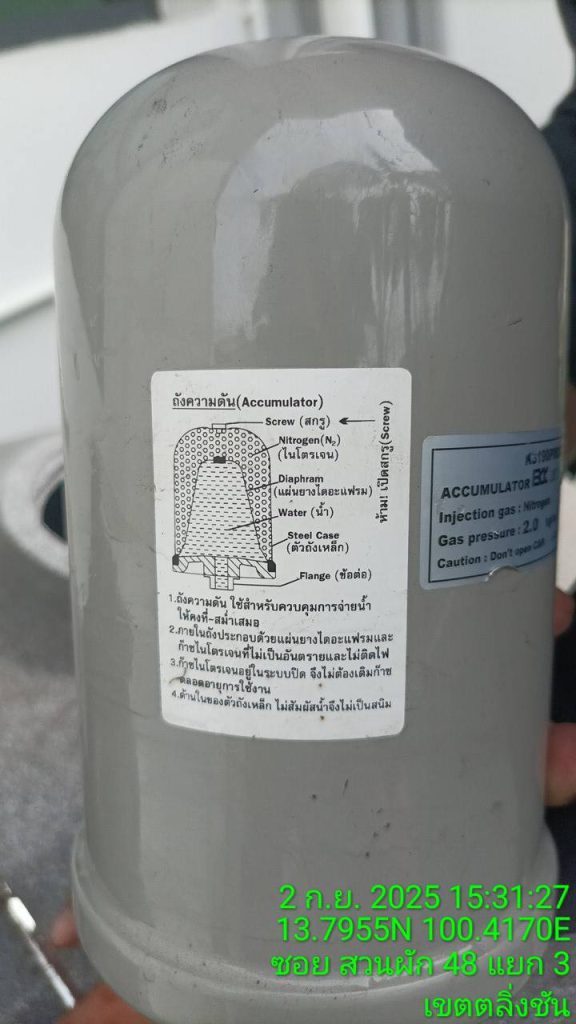 ถังความดัน(Accumulator)
Screw (สกรู)
Nitrogen(N₂)
(ไนโตรเจน)
Diaphram
(แผ่นยางไดอะแฟรม)
Water (น้ำ)
Steel Case
(ตัวถังเหล็ก)
Flange (ข้อต่อ)
ห้าม! เปิดสกรู(Screw)
1.ถังความดัน ใช้สำหรับควบคุมการจ่ายน้ำ
ให้คงที่-สม่ำเสมอ
2.ภายในถังประกอบด้วยแผ่นยางไดอะแฟรมและ
ก๊าซไนโตรเจนที่ไม่เป็นอันตรายและไม่ติดไฟ
3.ก๊าซไนโตรเจนอยู่ในระบบปิด จึงไม่ต้องเติมก๊าซ
ตลอดอายุการใช้งาน
4.ด้านในของตัวถังเหล็ก ไม่สัมผัสน้ำจึงไม่เป็นสนิม
ACCUMULATOR
Injection gas : Nitrogen
Gas pressure : 2.0
Caution : Don't open
2 ก.ย. 2025 15:31:27
13.7955N 100.4170E
ซอย สวนผัก 48 แยก 3
เขตตลิ่งชัน